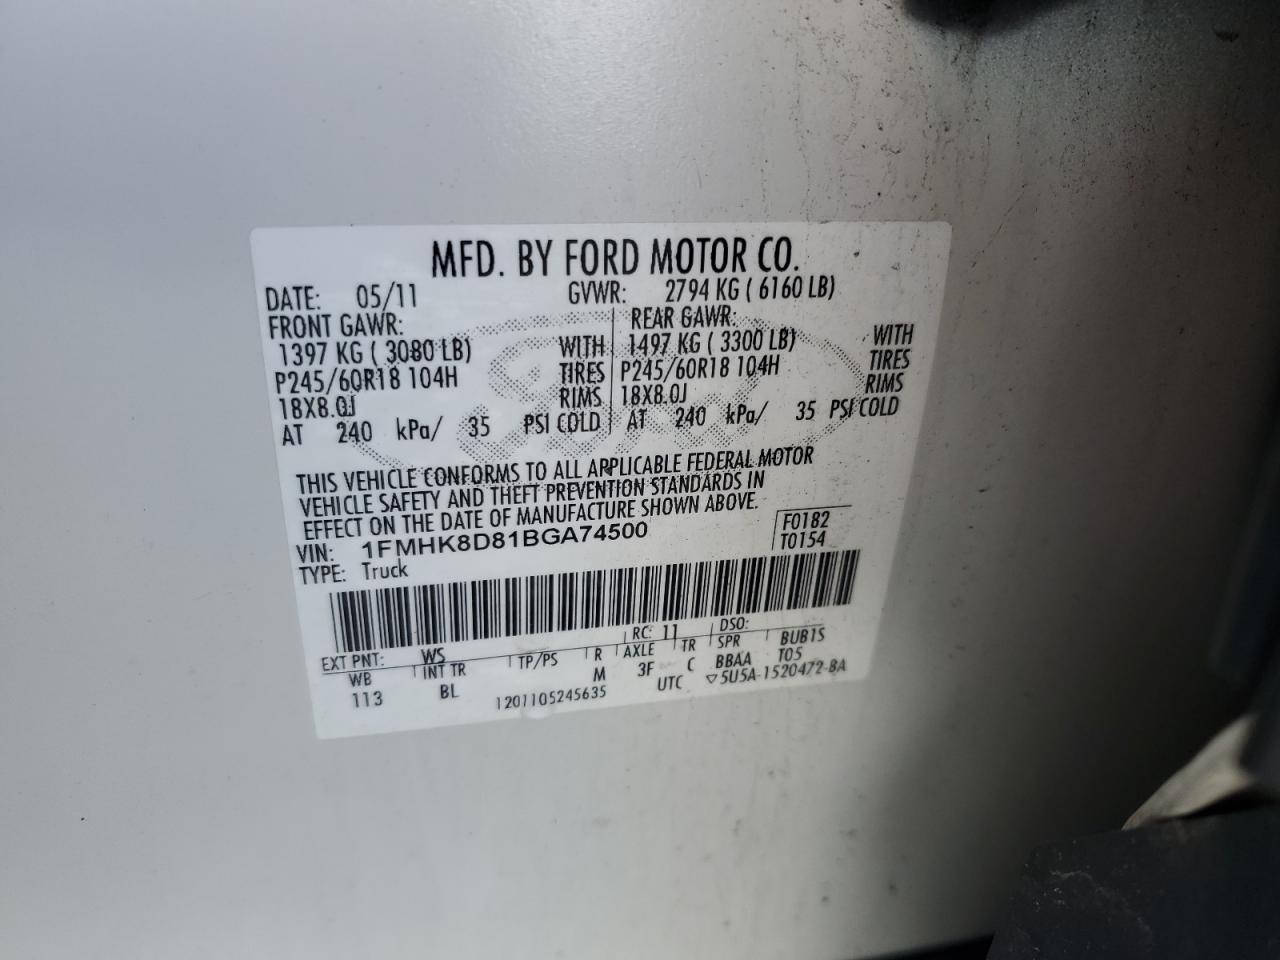 MFD. BY FORD MOTOR CO.
DATE: 05/11 GVWR: 2794 KG ( 6160 LB)
FRONT GAWR: REAR GAWR:
1397 KG ( 3080 LB) WITH 1497 KG ( 3300 LB) WITH
P245/60R18 104H TIRES P245/60R18 104H TIRES
18X8.0J RIMS 18X8.0J RIMS
AT 240 kPa/ 35 PSI COLD AT 240 kPa/ 35 PSI COLD
THIS VEHICLE CONFORMS TO ALL APPLICABLE FEDERAL MOTOR
VEHICLE SAFETY AND THEFT PREVENTION STANDARDS IN
EFFECT ON THE DATE OF MANUFACTURE SHOWN ABOVE.
VIN: 1FMHK8D81BGA74500 F0182
TYPE: Truck T0154
EXT PNT: WS RC: 11 DSO:
WB INT TR TP/PS R AXLE TR SPR BUB1S
113 BL M 3F C BBAA T05
1201105245635 UTC ▽5U5A-1520472-BA
Ford